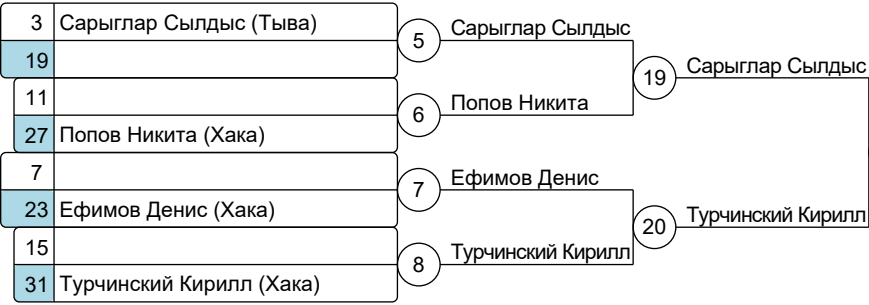 3 Сарыглар Сылдыс (Тыва)
19
11
27 Попов Никита (Хака)
7
23 Ефимов Денис (Хака)
15
31 Турчинский Кирилл (Хака)
5 Сарыглар Сылдыс
6 Попов Никита
7 Ефимов Денис
8 Турчинский Кирилл
19 Сарыглар Сылдыс
20 Турчинский Кирилл